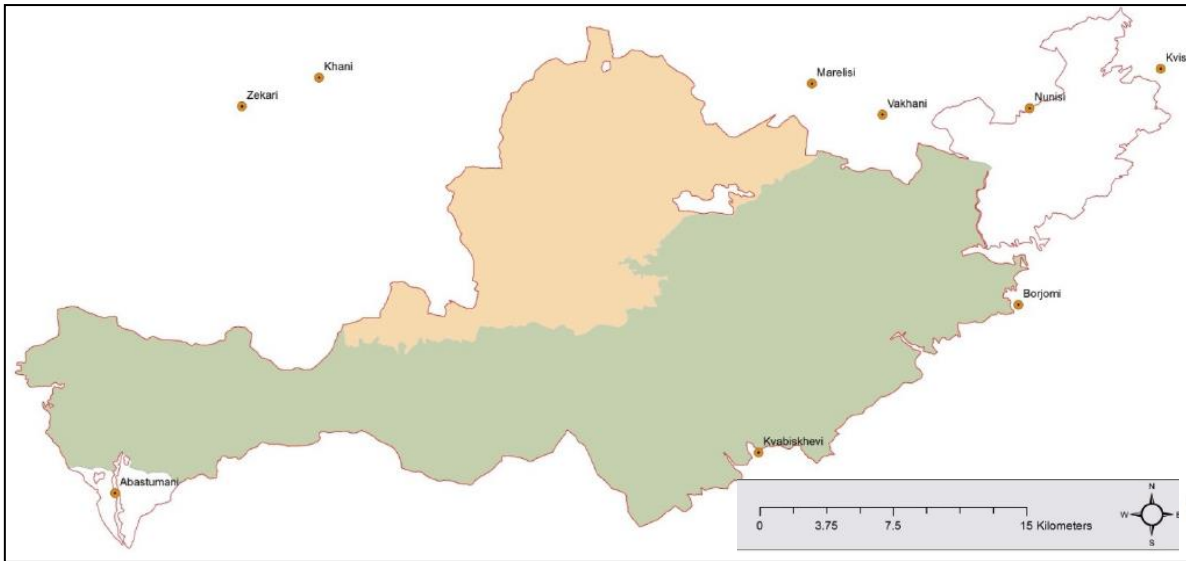 Kvis
Khani
Marelisi
Zekari
Vakhani
Nunisi
Borjomi
Kvabiskhevi
Abastumani
N
W
E
S
0
3.75
7.5
15 Kilometers